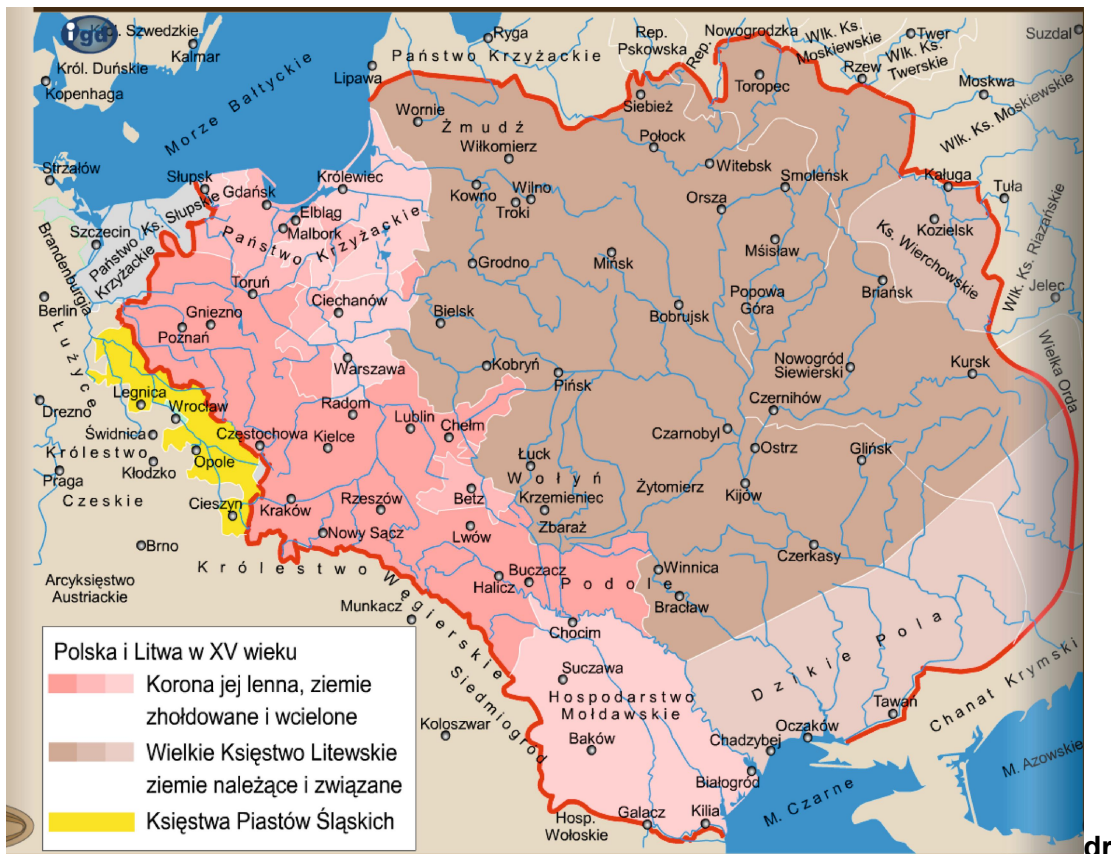 igd
Król. Szwedzkie
Kalmar
Król. Duńskie
Kopenhaga
Morze Bałtyckie
Ryga
Państwo Krzyżackie
Lipawa
Rep. Pskowska
Rep. Nowogrodzka
Wlk. Ks. Moskiewskie
Twer
Wlk. Ks. Twerskie
Rzew
Suzdal
Moskwa
Wlk. Ks. Moskiewskie
Toropec
Siebież
Wornie
Żmudź
Wiłkomierz
Połock
Witebsk
Smoleńsk
Kaługa
Tuła
Strzałów
Słupsk
Gdańsk
Królewiec
Kowno
Wilno
Troki
Orsza
Kozielsk
Ks. Wierchowskie
Wlk. Ks. Riazańskie
Szczecin
Państwo Krzyżackie
Ks. Słupskie
Elbląg
Malbork
Państwo Krzyżackie
Mśisław
Brandenburgia
Grodno
Mińsk
Briańsk
Jelec
Berlin
Toruń
Ciechanów
Popowa Góra
Gniezno
Poznań
Bielsk
Bobrujsk
Łużyce
Warszawa
Kobryń
Pińsk
Nowogród Siewierski
Kursk
Wielka Orda
Drezno
Legnica
Wrocław
Radom
Lublin
Chełm
Czernihów
Świdnica
Częstochowa
Kielce
Czarnobyl
Ostrz
Glińsk
Królestwo Czeskie
Kłodzko
Opole
Łuck
Wołyń
Praga
Cieszyn
Kraków
Rzeszów
Betz
Krzemieniec
Żytomierz
Kijów
Zbaraż
Brno
Nowy Sącz
Lwów
Czerkasy
Królestwo Węgierskie
Arcyksięstwo
Austriackie
Halicz
Buczacz
Podole
Winnica
Bracław
Munkacz
Chocim
Dzikie Pola
Siedmiogród
Suczawa
Hospodarstwo
Mołdawskie
Tawań
Chanat Krymski
Koloszwar
Baków
Oczaków
Chadzybej
Białogród
M. Azowskie
M. Czarne
Hosp.
Wołoskie
Galacz
Kilia
Polska i Litwa w XV wieku
Korona jej lenna, ziemie
zhołdowane i wcielone
Wielkie Księstwo Litewskie
ziemie należące i związane
Księstwa Piastów Śląskich
dr